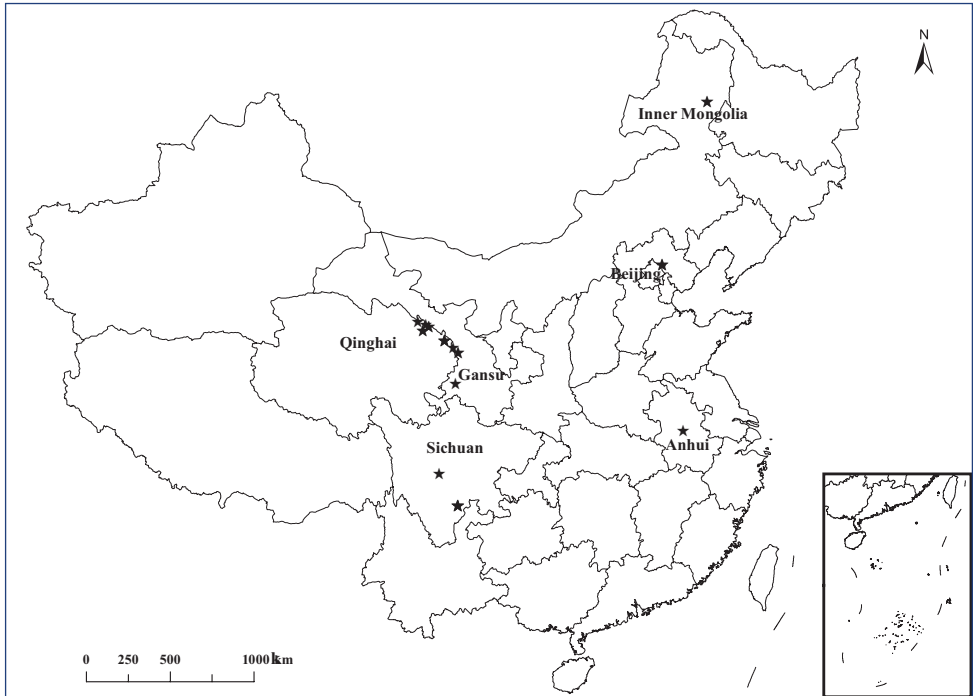 N
Inner Mongolia
Beijing
Qinghai
Gansu
Sichuan
Anhui
0 250 500 1000 km